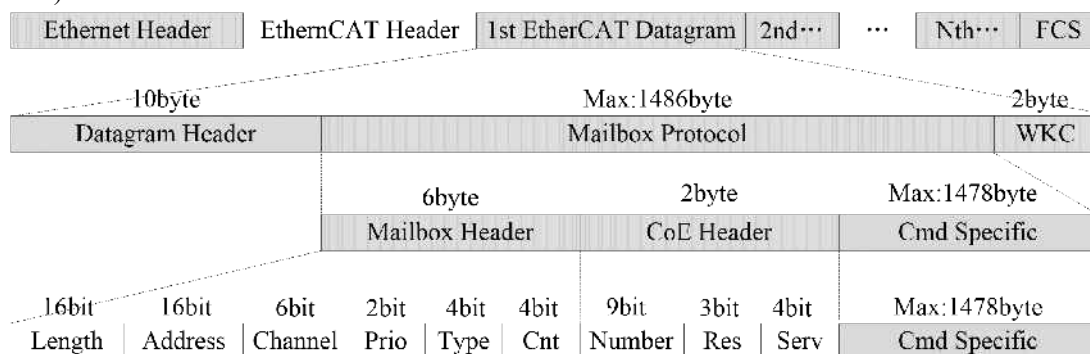 )
Ethernet Header EthernCAT Header 1st EtherCAT Datagram 2nd··· ··· Nth··· FCS
10byte Max:1486byte 2byte
Datagram Header Mailbox Protocol WKC
6byte 2byte Max:1478byte
Mailbox Header CoE Header Cmd Specific
16bit 16bit 6bit 2bit 4bit 4bit 9bit 3bit 4bit Max:1478byte
Length Address Channel Prio Type Cnt Number Res Serv Cmd Specific